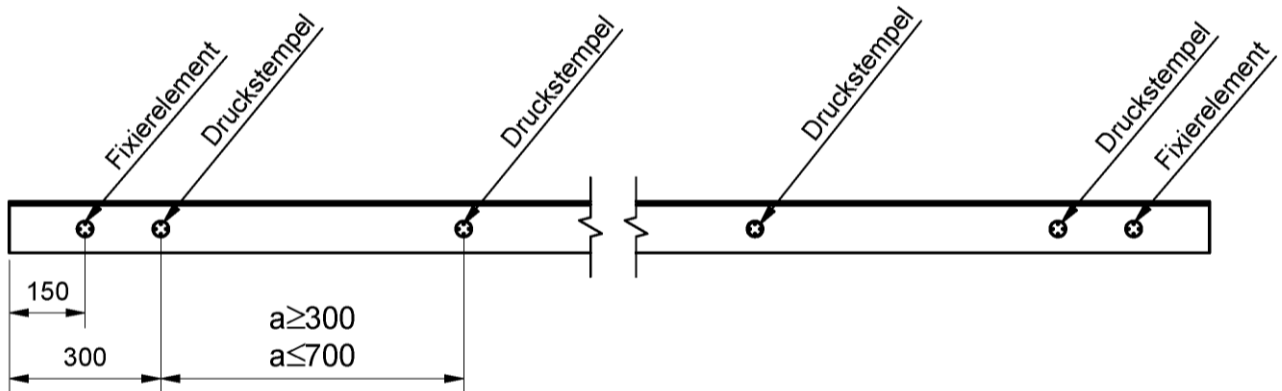 Fixierelement
Druckstempel
Druckstempel
Druckstempel
Druckstempel
Fixierelement
150
300
a≥300
a≤700